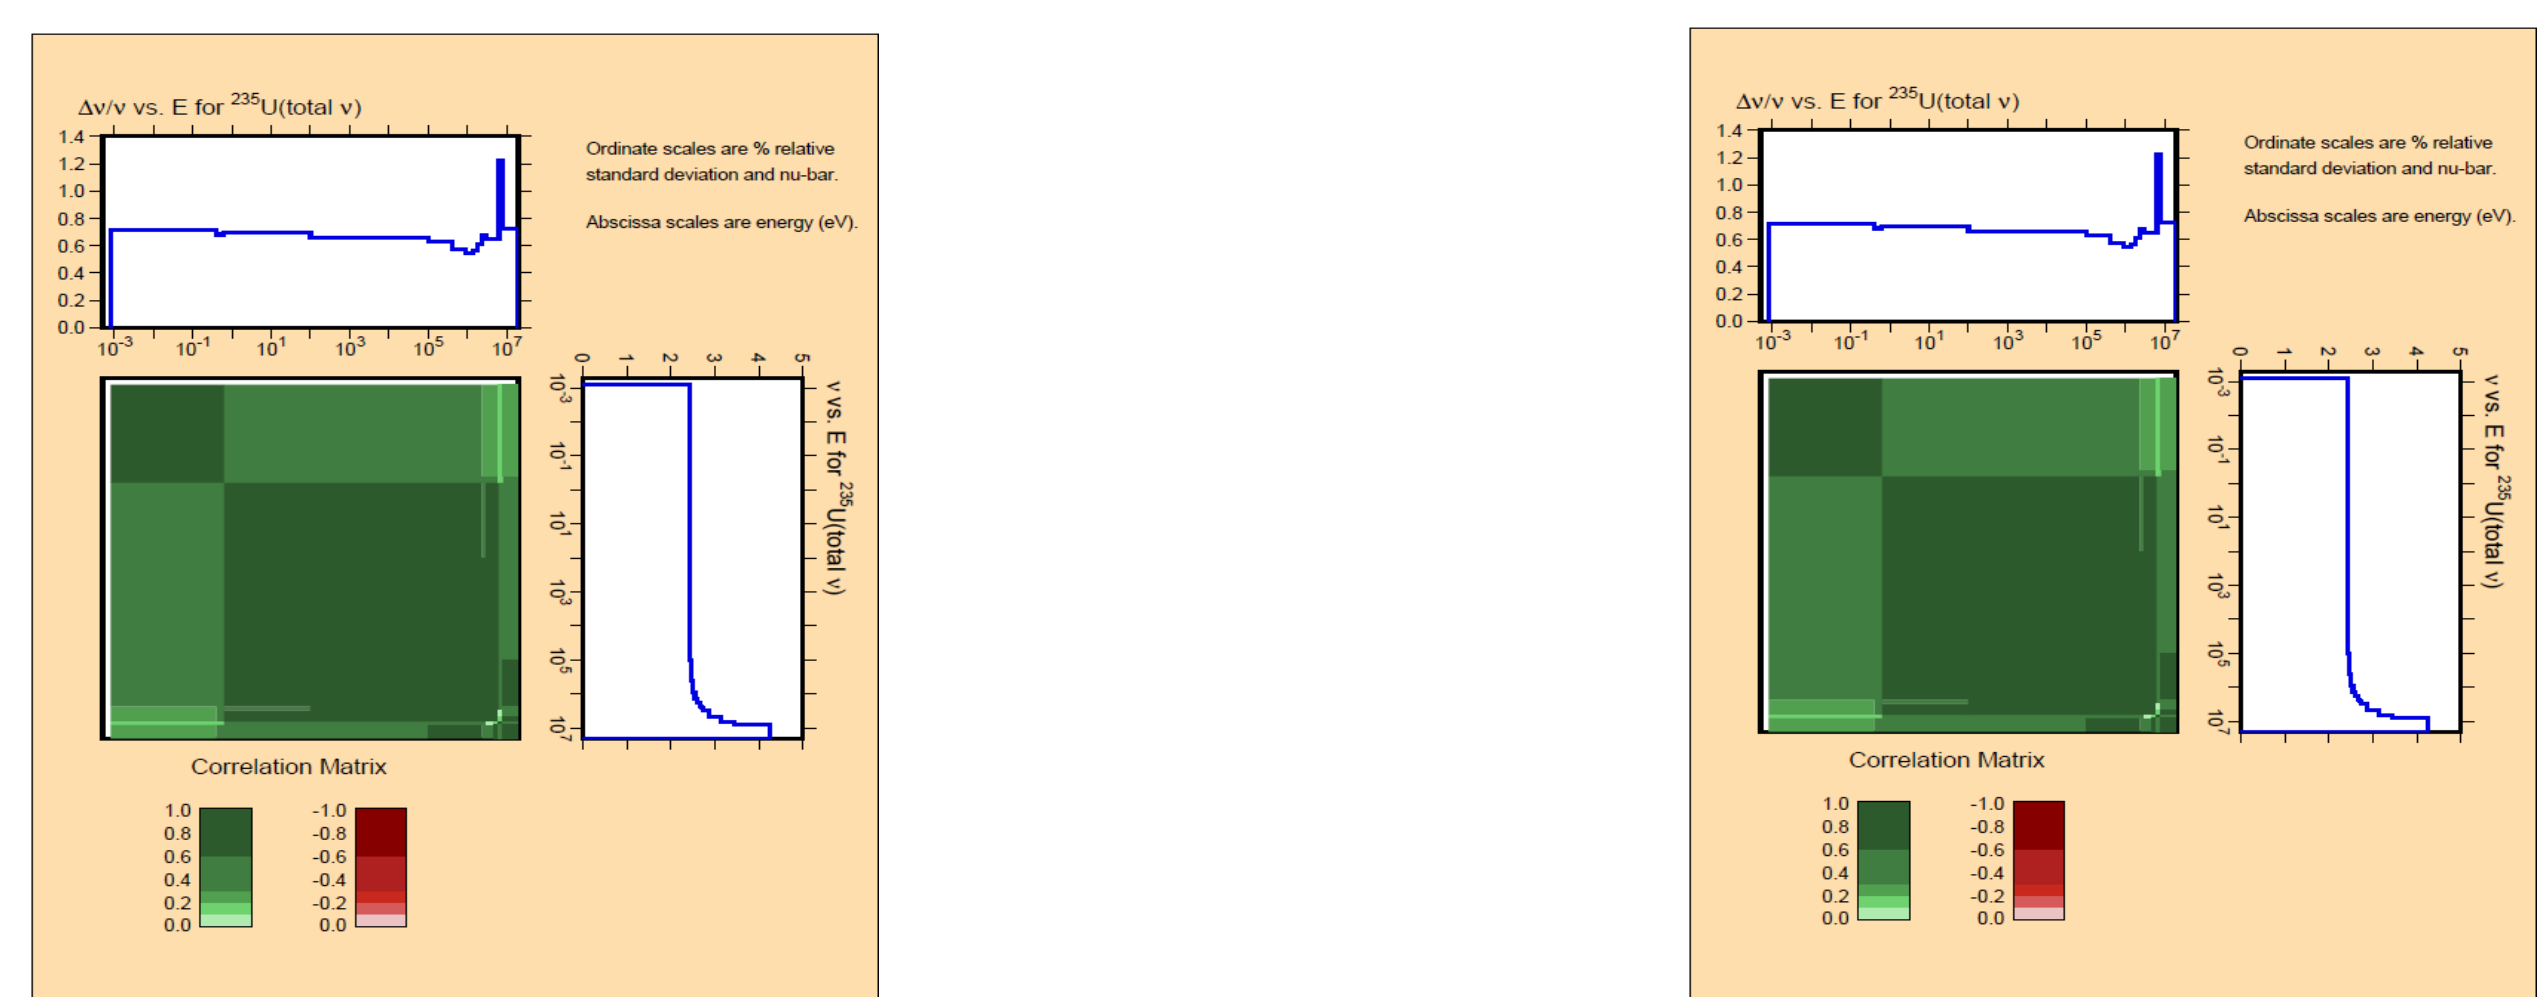 Δν/ν vs. E for ²³⁵U(total ν)
1.4
1.2
1.0
0.8
0.6
0.4
0.2
0.0
10⁻³ 10⁻¹ 10¹ 10³ 10⁵ 10⁷
Ordinate scales are % relative
standard deviation and nu-bar.
Abscissa scales are energy (eV).
0 1 2 3 4 5
10⁻³
10⁻¹
10¹
10³
10⁵
10⁷
ν vs. E for ²³⁵U(total ν)
Correlation Matrix
1.0 -1.0
0.8 -0.8
0.6 -0.6
0.4 -0.4
0.2 -0.2
0.0 0.0
Δν/ν vs. E for ²³⁵U(total ν)
1.4
1.2
1.0
0.8
0.6
0.4
0.2
0.0
10⁻³ 10⁻¹ 10¹ 10³ 10⁵ 10⁷
Ordinate scales are % relative
standard deviation and nu-bar.
Abscissa scales are energy (eV).
0 1 2 3 4 5
10⁻³
10⁻¹
10¹
10³
10⁵
10⁷
ν vs. E for ²³⁵U(total ν)
Correlation Matrix
1.0 -1.0
0.8 -0.8
0.6 -0.6
0.4 -0.4
0.2 -0.2
0.0 0.0